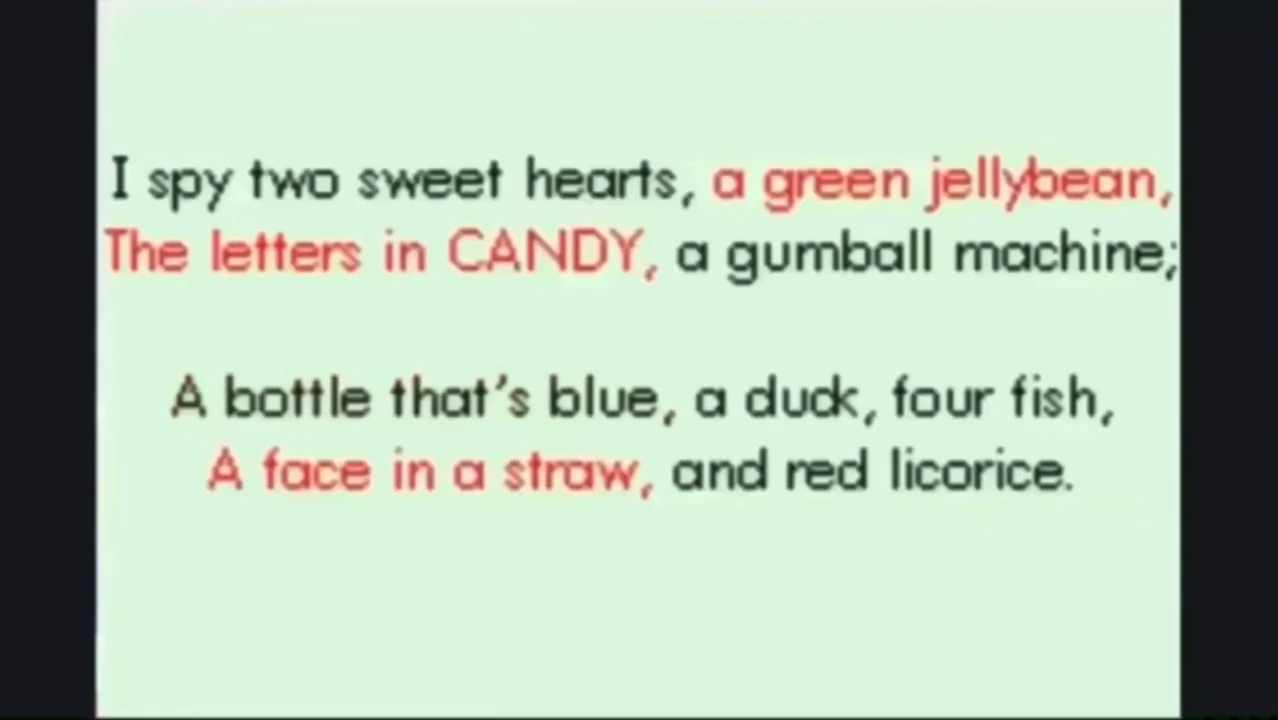 I spy two sweet hearts, a green jellybean,
The letters in CANDY, a gumball machine;
A bottle that's blue, a duck, four fish,
A face in a straw, and red licorice.